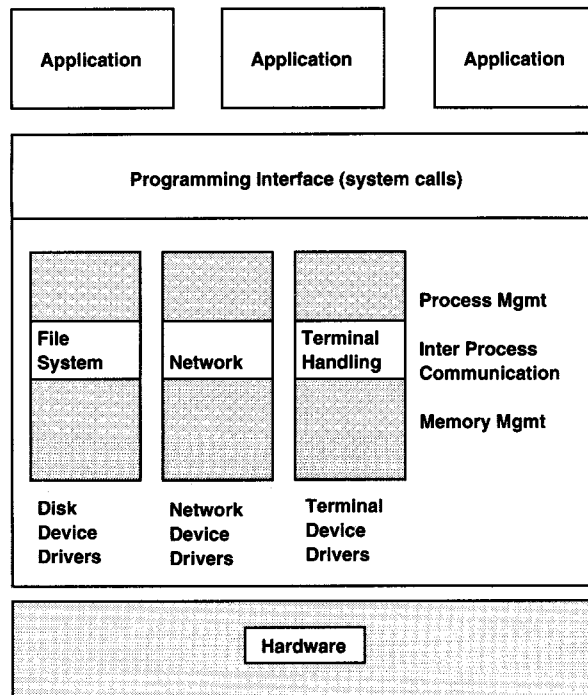 Application
Application
Application
Programming Interface (system calls)
File
System
Network
Terminal
Handling
Process Mgmt
Inter Process
Communication
Memory Mgmt
Disk
Device
Drivers
Network
Device
Drivers
Terminal
Device
Drivers
Hardware